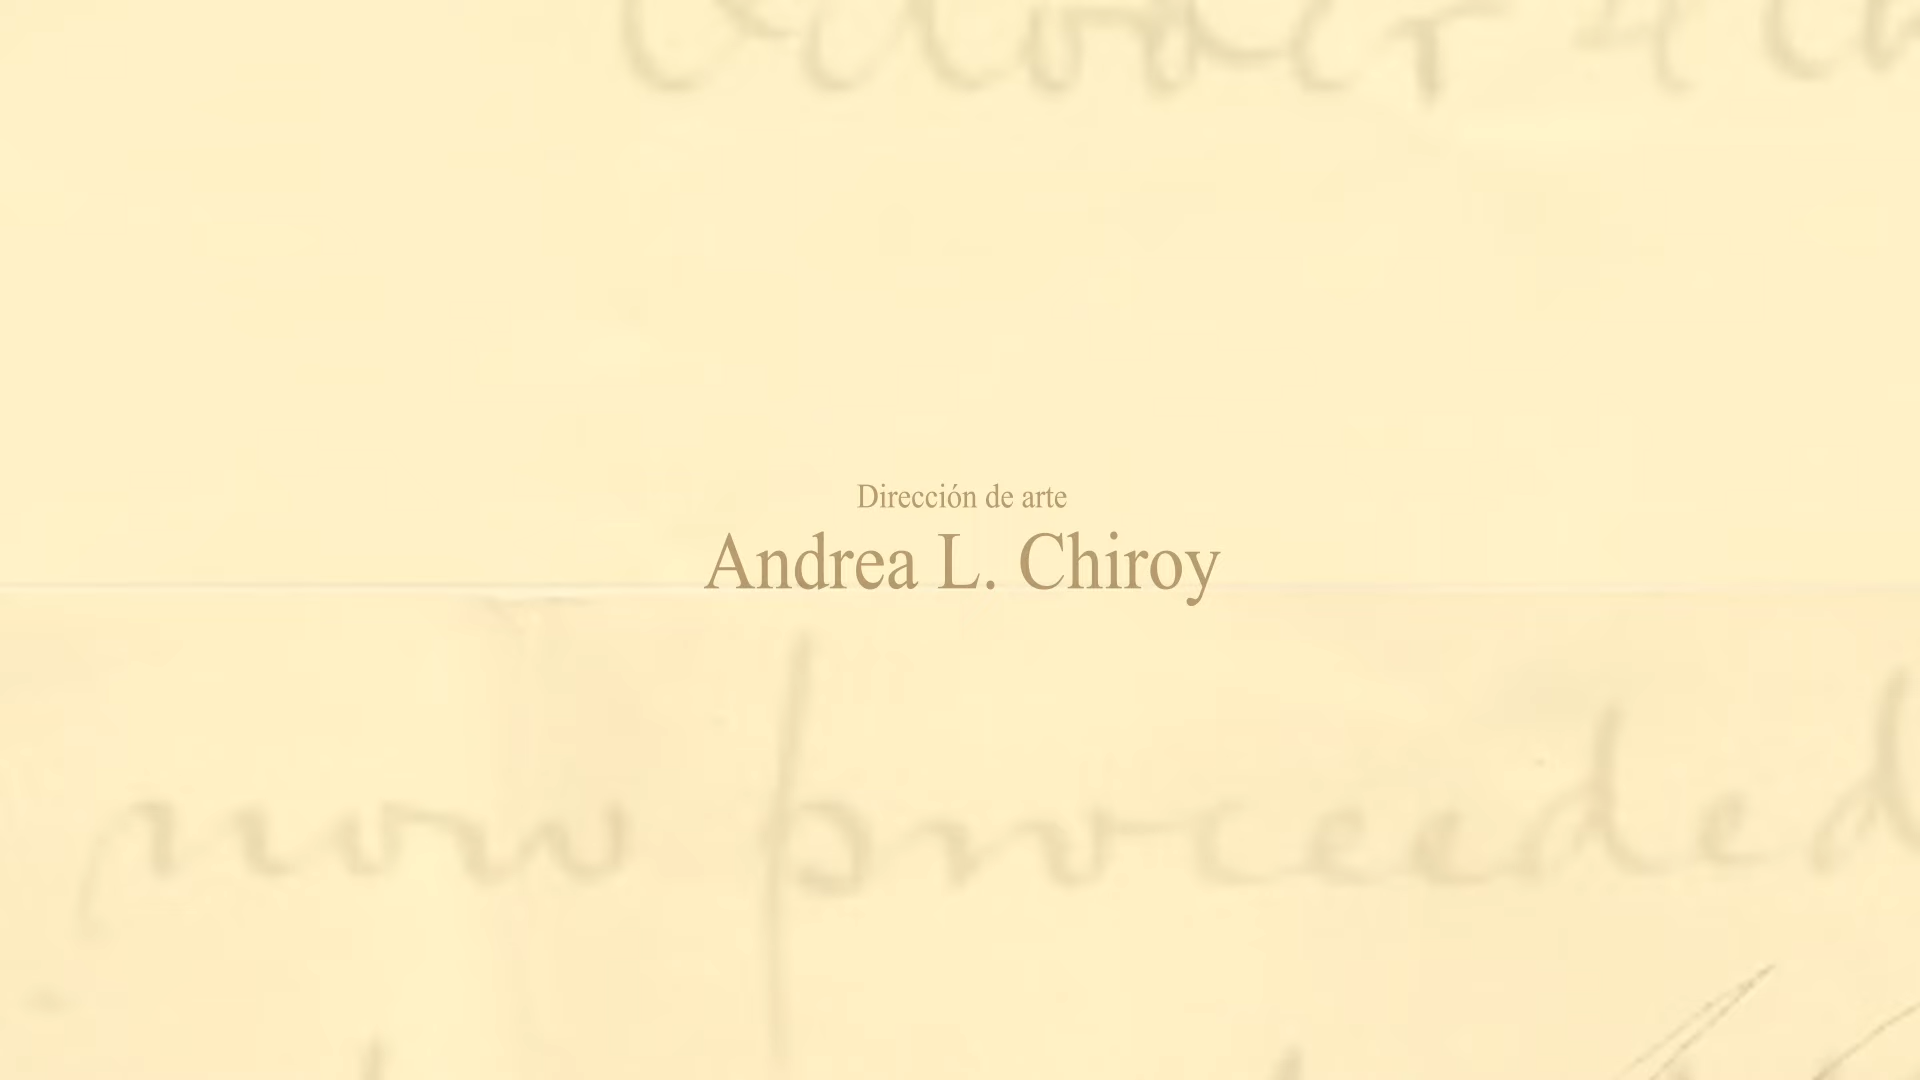 Dirección de arte
Andrea L. Chiroy
now proceeded